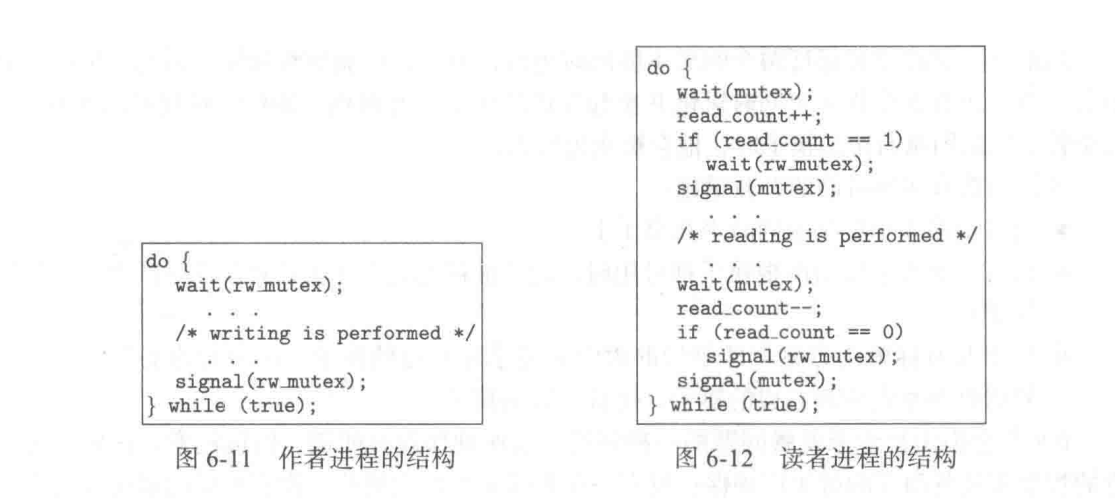 do {
wait(rw_mutex);
. . .
/* writing is performed */
. . .
signal(rw_mutex);
} while (true);
图 6-11 作者进程的结构
do {
wait(mutex);
read_count++;
if (read_count == 1)
wait(rw_mutex);
signal(mutex);
. . .
/* reading is performed */
. . .
wait(mutex);
read_count--;
if (read_count == 0)
signal(rw_mutex);
signal(mutex);
} while (true);
图 6-12 读者进程的结构